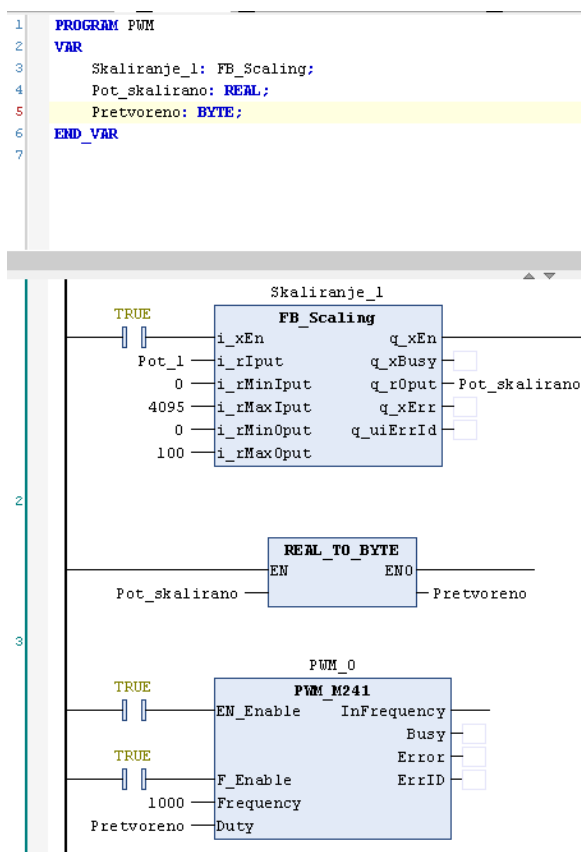 1 PROGRAM PWM
2 VAR
3 Skaliranje_1: FB_Scaling;
4 Pot_skalirano: REAL;
5 Pretvoreno: BYTE;
6 END_VAR
7
Skaliranje_1
TRUE FB_Scaling
i_xEn q_xEn
Pot_1 i_rIput q_xBusy
0 i_rMinIput q_rOput Pot_skalirano
4095 i_rMaxIput q_xErr
0 i_rMinOput q_uiErrId
100 i_rMaxOput
2
REAL_TO_BYTE
EN ENO
Pot_skalirano Pretvoreno
3
PWM_0
TRUE PWM_M241
EN_Enable InFrequency
Busy
TRUE Error
F_Enable ErrID
1000 Frequency
Pretvoreno Duty